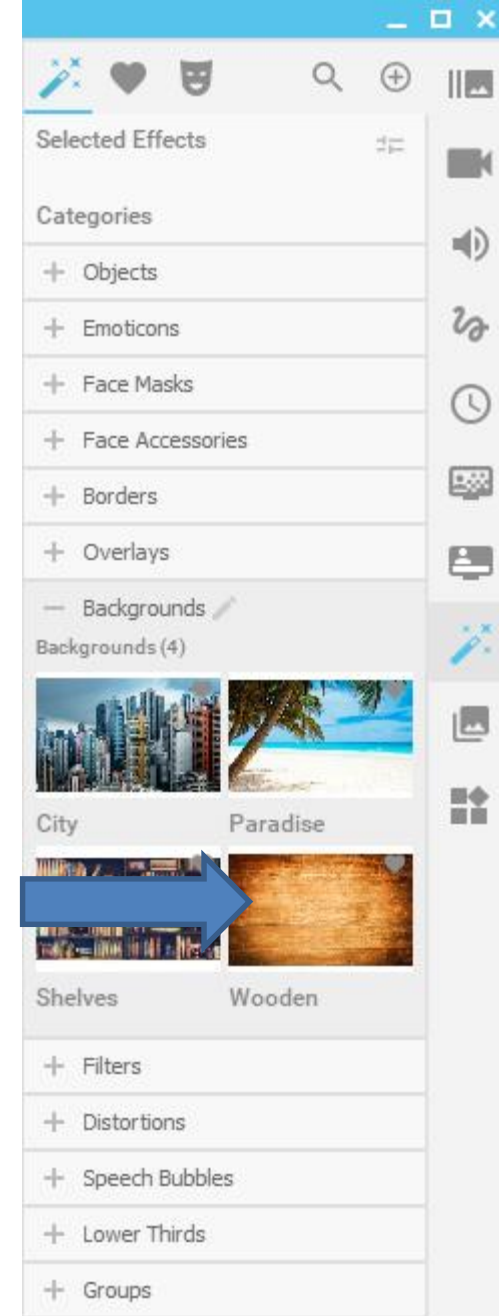 Selected Effects
Categories
Objects
Emoticons
Face Masks
Face Accessories
Borders
Overlays
Backgrounds
Backgrounds (4)
City Paradise
Shelves Wooden
Filters
Distortions
Speech Bubbles
Lower Thirds
Groups